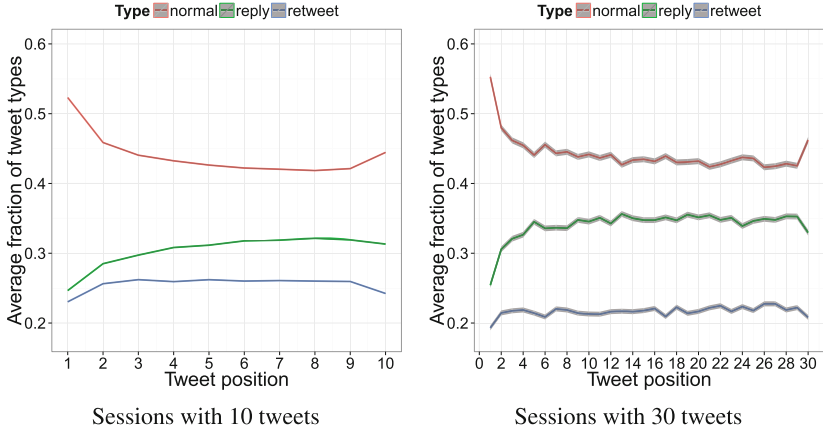 Type normal reply retweet
Average fraction of tweet types
0.6
0.5
0.4
0.3
0.2
1 2 3 4 5 6 7 8 9 10
Tweet position
Sessions with 10 tweets
Type normal reply retweet
Average fraction of tweet types
0.6
0.5
0.4
0.3
0.2
0 2 4 6 8 10 12 14 16 18 20 22 24 26 28 30
Tweet position
Sessions with 30 tweets